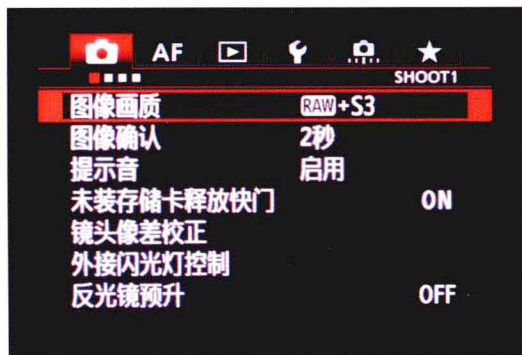 AF
SHOOT1
图像画质 RAW+S3
图像确认 2秒
提示音 启用
未装存储卡释放快门 ON
镜头像差校正
外接闪光灯控制
反光镜预升 OFF